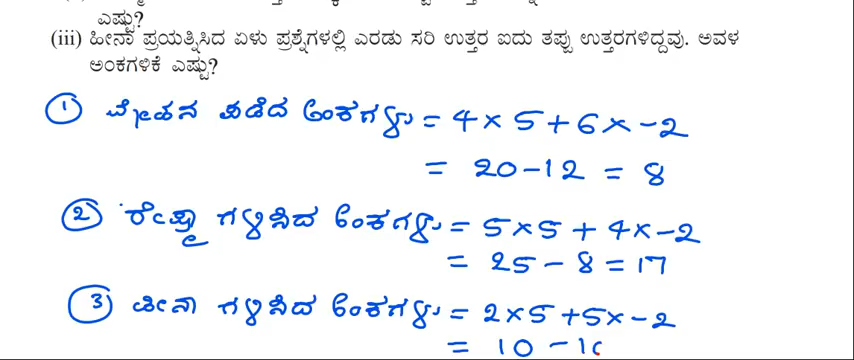 ಎಷ್ಟು?
(iii) ಹೀನಾ ಪ್ರಯತ್ನಿಸಿದ ಏಳು ಪ್ರಶ್ನೆಗಳಲ್ಲಿ ಎರಡು ಸರಿ ಉತ್ತರ ಐದು ತಪ್ಪು ಉತ್ತರಗಳಿದ್ದವು. ಅವಳ
ಅಂಕಗಳಿಕೆ ಎಷ್ಟು?
① ಮೋಹನ ಪಡೆದ ಅಂಕಗಳು = 4 × 5 + 6 × -2
= 20 - 12 = 8
② ರೇಷ್ಮಾ ಗಳಿಸಿದ ಅಂಕಗಳು = 5 × 5 + 4 × -2
= 25 - 8 = 17
③ ಹೀನಾ ಗಳಿಸಿದ ಅಂಕಗಳು = 2 × 5 + 5 × -2
= 10 - 1